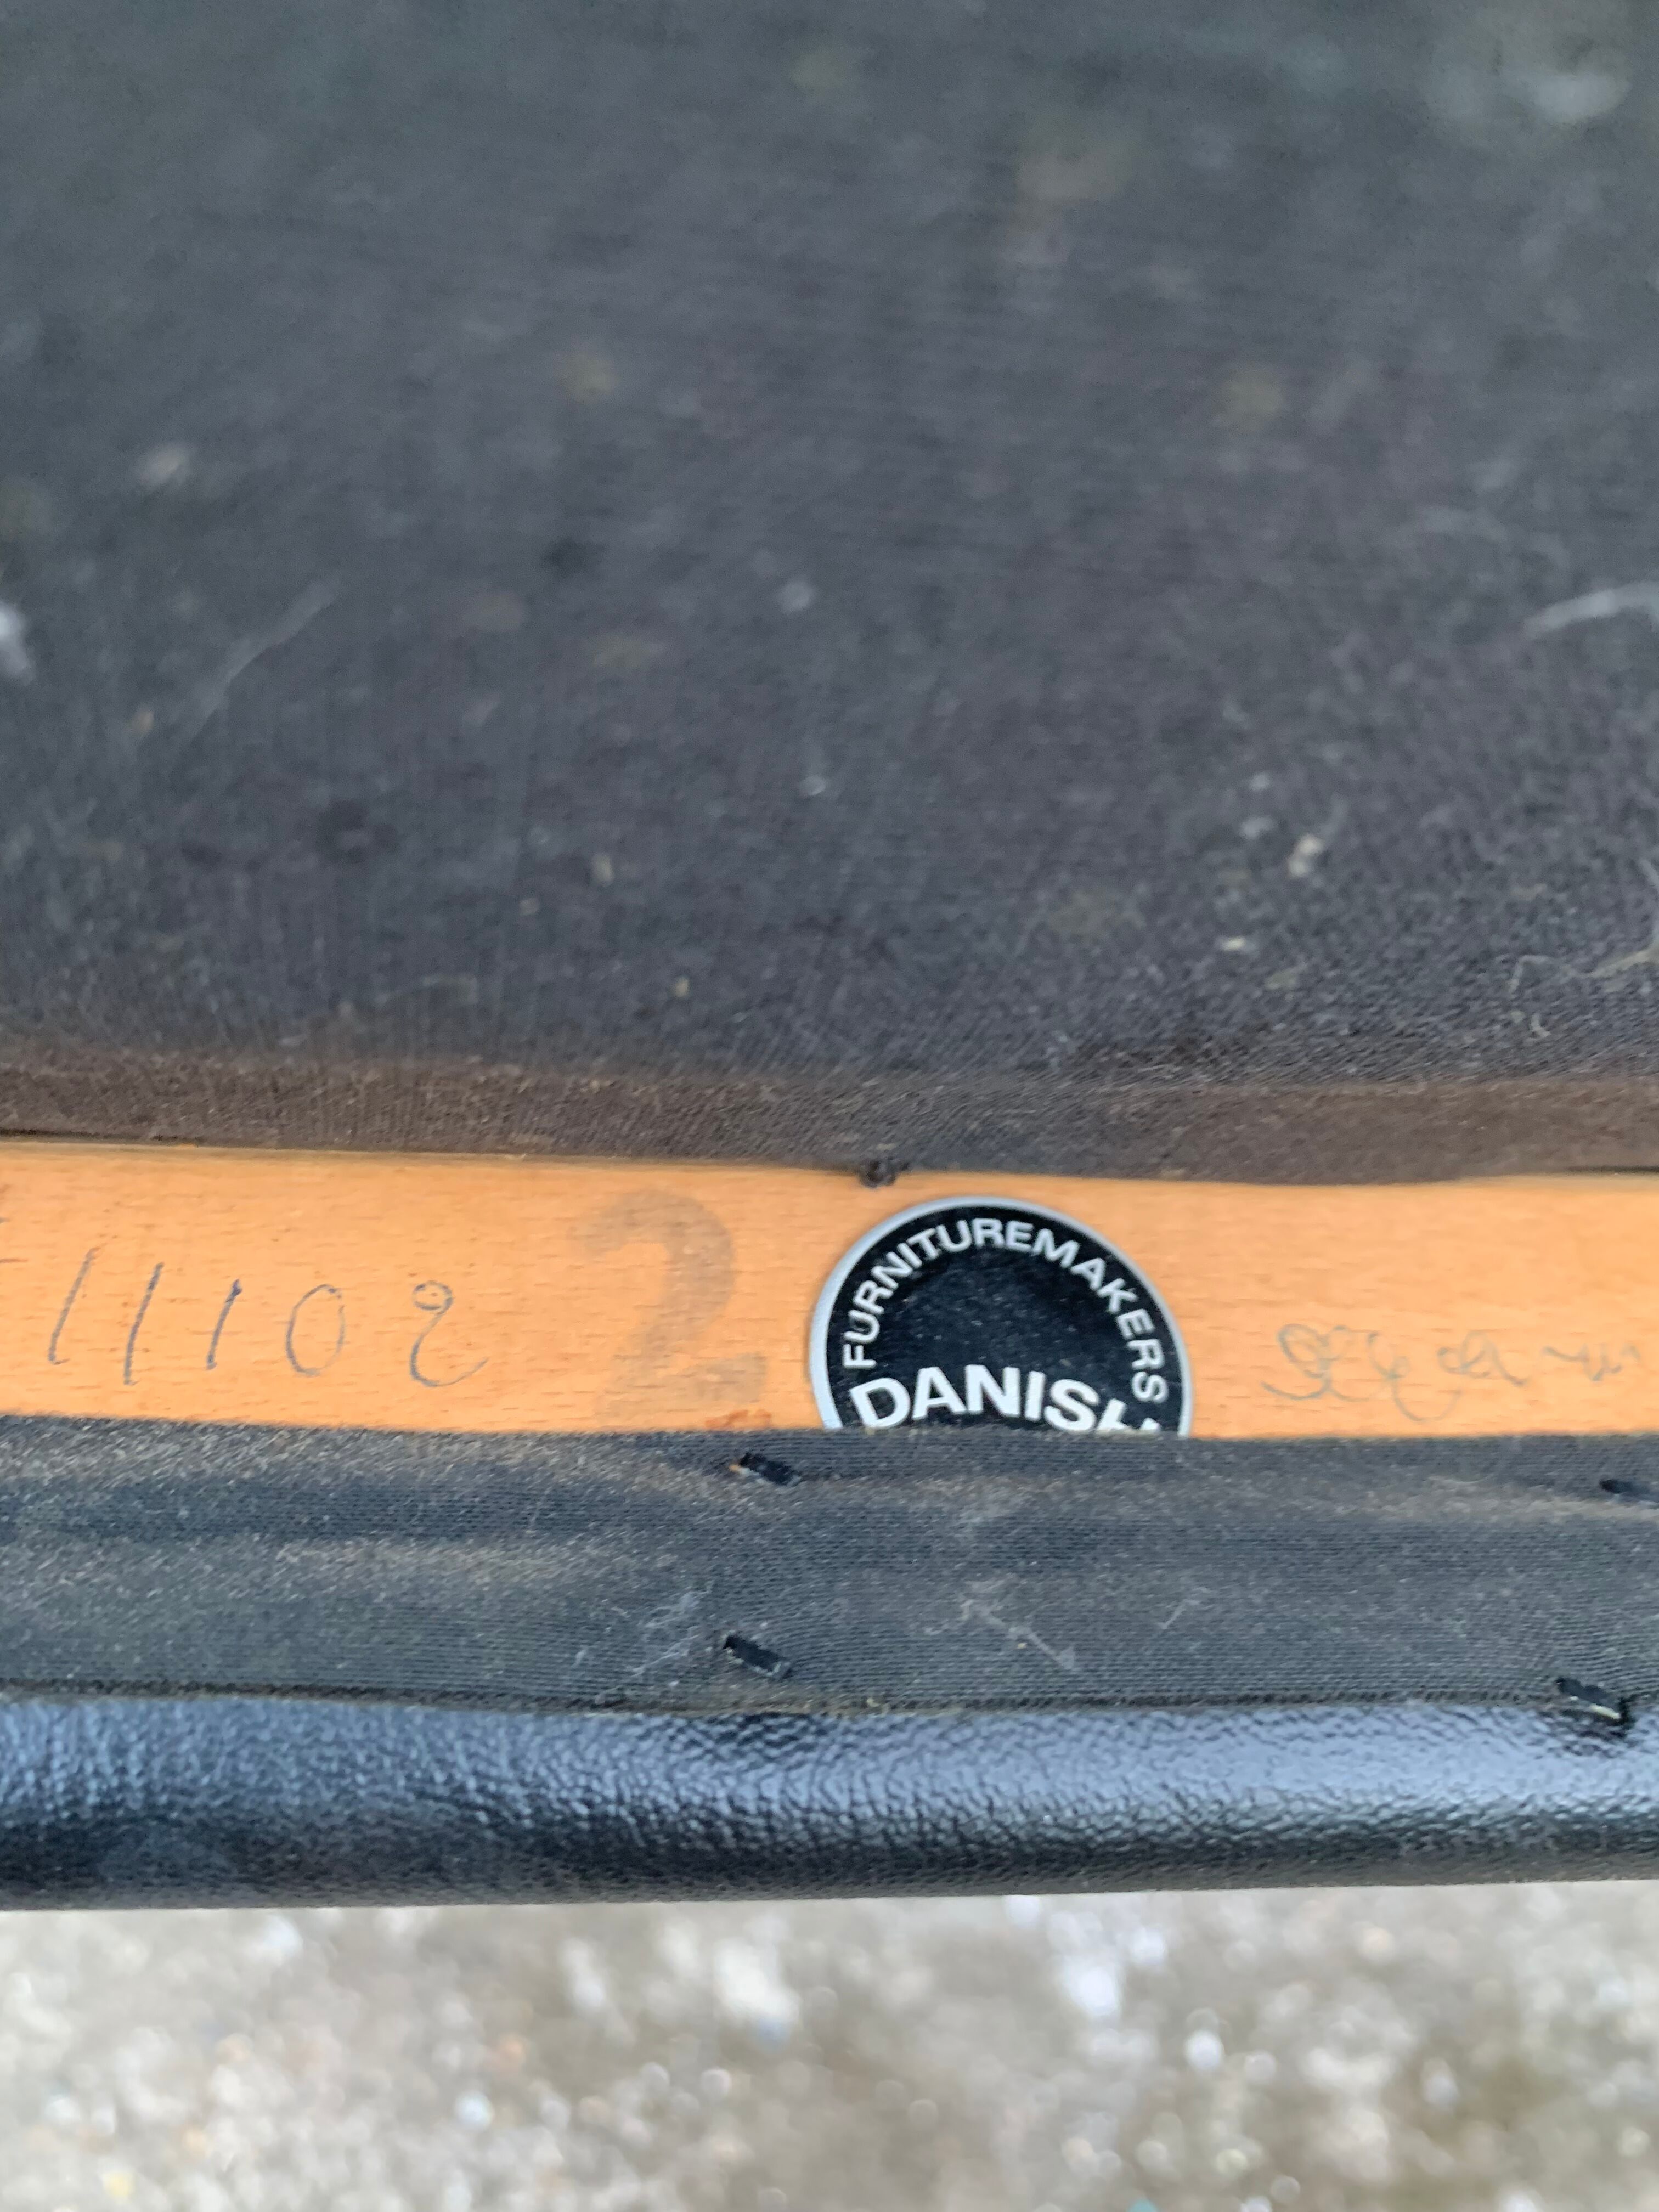 11102
2
FURNITUREMAKERS
DANISH